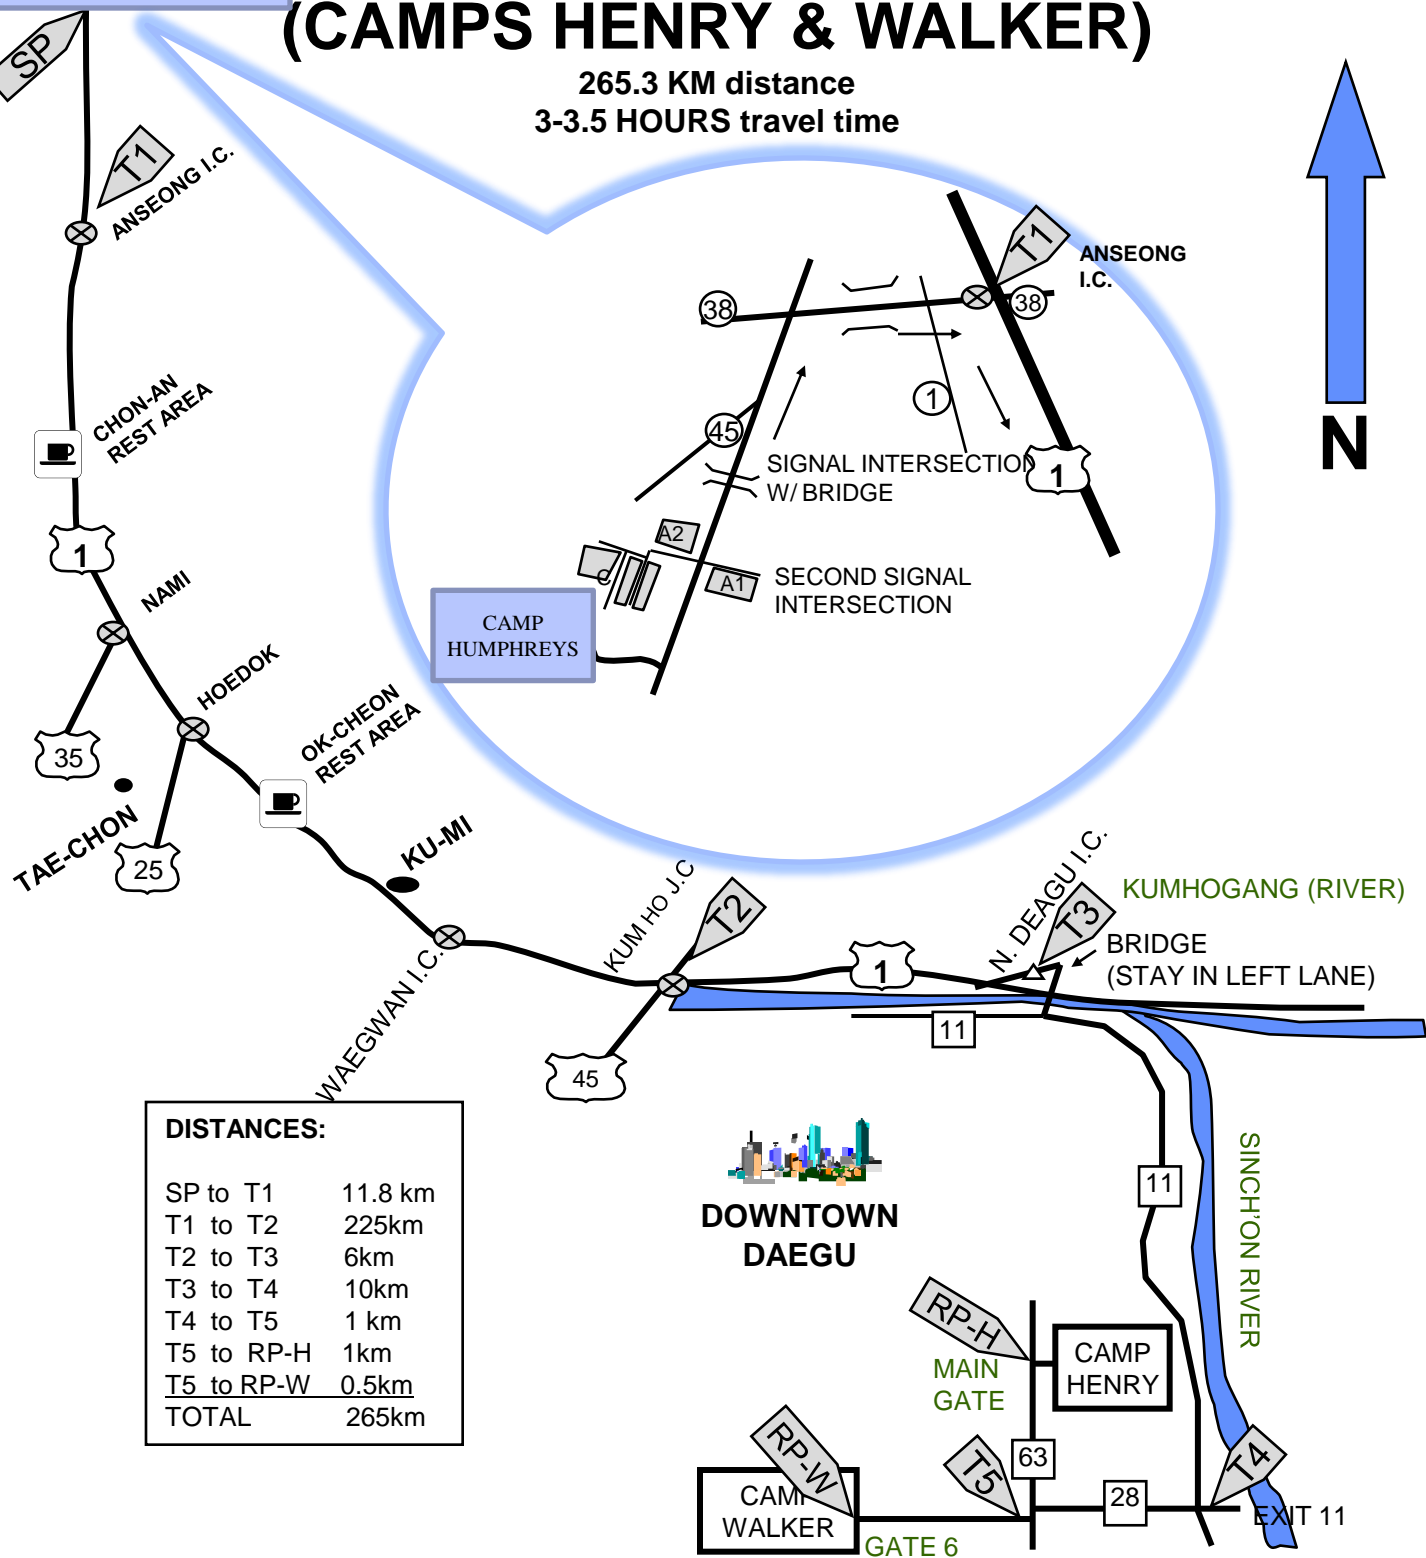 (CAMPS HENRY & WALKER)
265.3 KM distance
3-3.5 HOURS travel time
SP
T1
ANSEONG I.C.
T1
ANSEONG
I.C.
38
38
1
45
CHON-AN
REST AREA
SIGNAL INTERSECTION
W/ BRIDGE
1
N
A2
C
A1
SECOND SIGNAL
INTERSECTION
CAMP
HUMPHREYS
1
NAMI
HOEDOK
35
OK-CHEON
REST AREA
TAE-CHON
25
KU-MI
WAEGWAN I.C.
KUM HO J.C
T2
45
1
N. DEAGU I.C.
T3
KUMHOGANG (RIVER)
BRIDGE
(STAY IN LEFT LANE)
11
11
SINCH'ON RIVER
DISTANCES:
SP to T1 11.8 km
T1 to T2 225km
T2 to T3 6km
T3 to T4 10km
T4 to T5 1 km
T5 to RP-H 1km
T5 to RP-W 0.5km
TOTAL 265km
DOWNTOWN
DAEGU
RP-H
MAIN
GATE
CAMP
HENRY
63
RP-W
T5
28
T4
EXIT 11
CAMP
WALKER
GATE 6